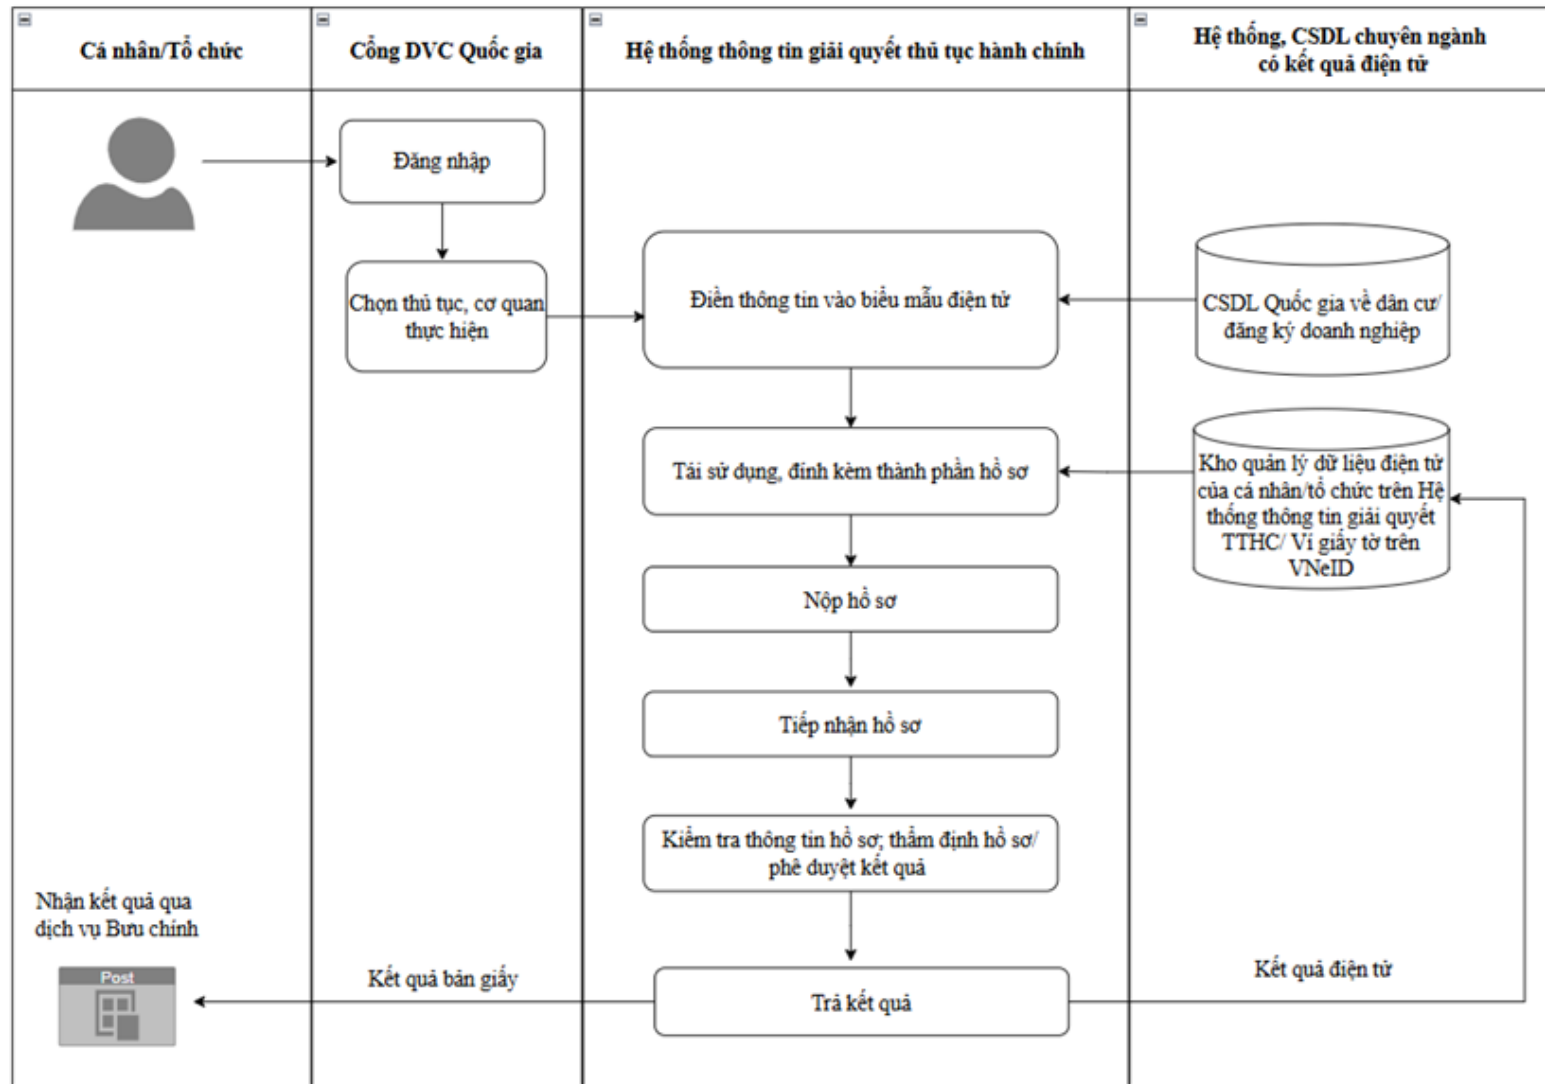 Cá nhân/Tổ chức
Cổng DVC Quốc gia
Hệ thống thông tin giải quyết thủ tục hành chính
Hệ thống, CSDL chuyên ngành
có kết quả điện tử
Đăng nhập
Chọn thủ tục, cơ quan
thực hiện
Điền thông tin vào biểu mẫu điện tử
CSDL Quốc gia về dân cư/
đăng ký doanh nghiệp
Tái sử dụng, đính kèm thành phần hồ sơ
Kho quản lý dữ liệu điện tử
của cá nhân/tổ chức trên Hệ
thống thông tin giải quyết
TTHC/ Ví giấy tờ trên
VNeID
Nộp hồ sơ
Tiếp nhận hồ sơ
Kiểm tra thông tin hồ sơ; thẩm định hồ sơ/
phê duyệt kết quả
Nhận kết quả qua
dịch vụ Bưu chính
Post
Kết quả bản giấy
Trả kết quả
Kết quả điện tử